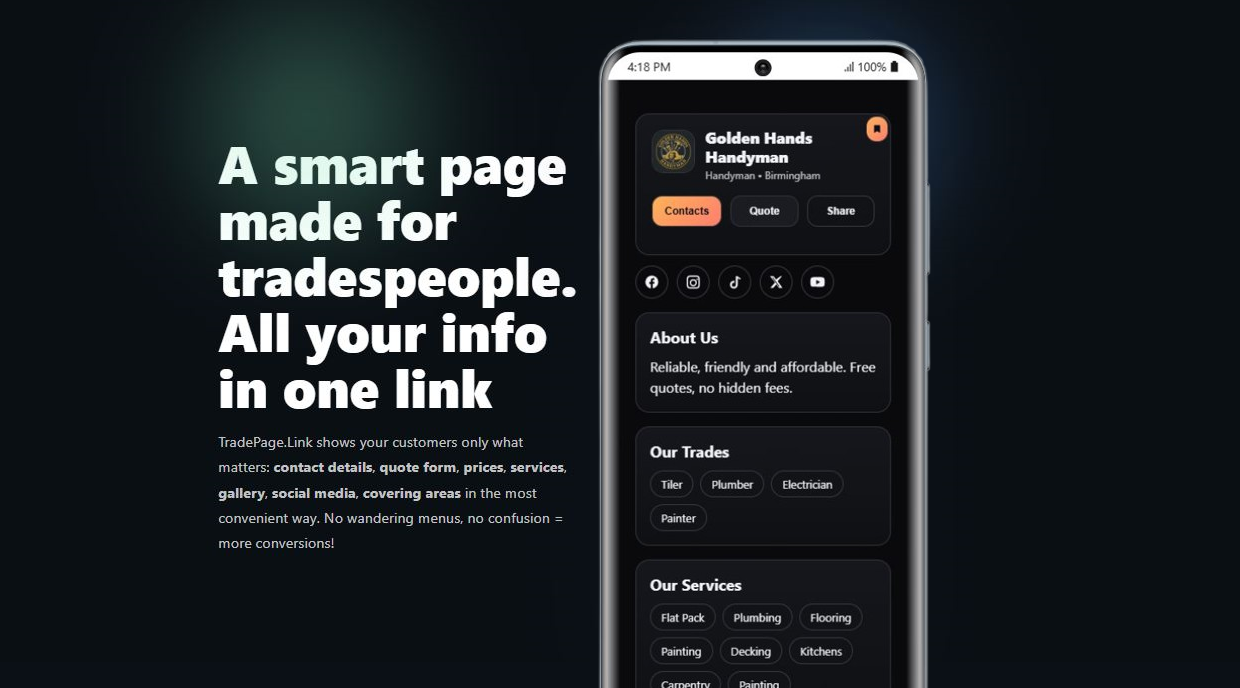 A smart page
made for
tradespeople.
All your info
in one link
TradePage.Link shows your customers only what
matters: contact details, quote form, prices, services,
gallery, social media, covering areas in the most
convenient way. No wandering menus, no confusion =
more conversions!
4:18 PM
100%
GOLDEN HANDS
HANDYMAN
Golden Hands
Handyman
Handyman • Birmingham
Contacts
Quote
Share
About Us
Reliable, friendly and affordable. Free
quotes, no hidden fees.
Our Trades
Tiler
Plumber
Electrician
Painter
Our Services
Flat Pack
Plumbing
Flooring
Painting
Decking
Kitchens
Carpentry
Painting